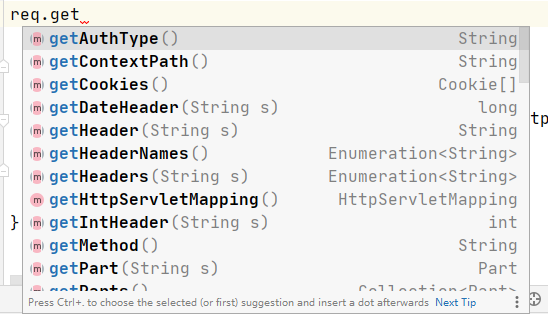 req.get
m getAuthType() String
m getContextPath() String
m getCookies() Cookie[]
m getDateHeader(String s) long
m getHeader(String s) String
tp
m getHeaderNames() Enumeration<String>
m getHeaders(String s) Enumeration<String>
m getHttpServletMapping() HttpServletMapping
} m getIntHeader(String s) int
m getMethod() String
m getPart(String s) Part
m getParts() Collection<Part>
Press Ctrl+. to choose the selected (or first) suggestion and insert a dot afterwards Next Tip